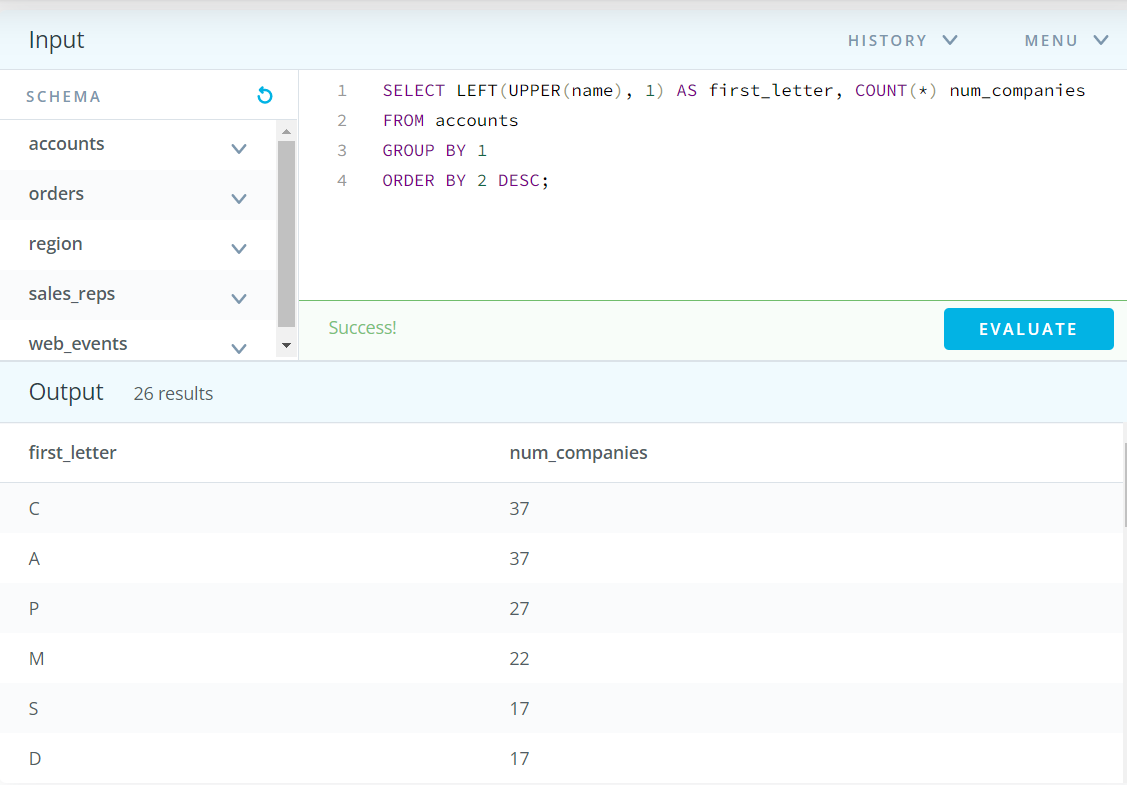 Input
HISTORY
MENU
SCHEMA
accounts
orders
region
sales_reps
web_events
1 SELECT LEFT(UPPER(name), 1) AS first_letter, COUNT(*) num_companies
2 FROM accounts
3 GROUP BY 1
4 ORDER BY 2 DESC;
Success!
EVALUATE
Output 26 results
first_letter num_companies
C 37
A 37
P 27
M 22
S 17
D 17